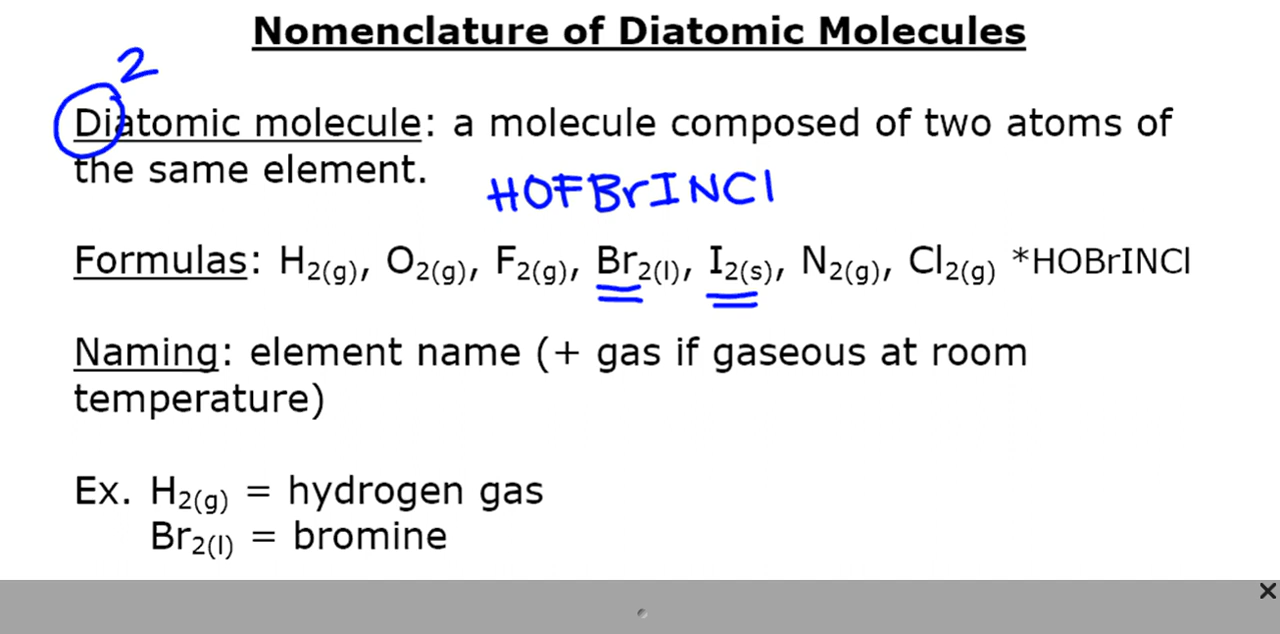 Nomenclature of Diatomic Molecules
2
Diatomic molecule: a molecule composed of two atoms of
the same element.
HOFBrINCl
Formulas: H2(g), O2(g), F2(g), Br2(l), I2(s), N2(g), Cl2(g) *HOBrINCl
Naming: element name (+ gas if gaseous at room
temperature)
Ex. H2(g) = hydrogen gas
Br2(l) = bromine